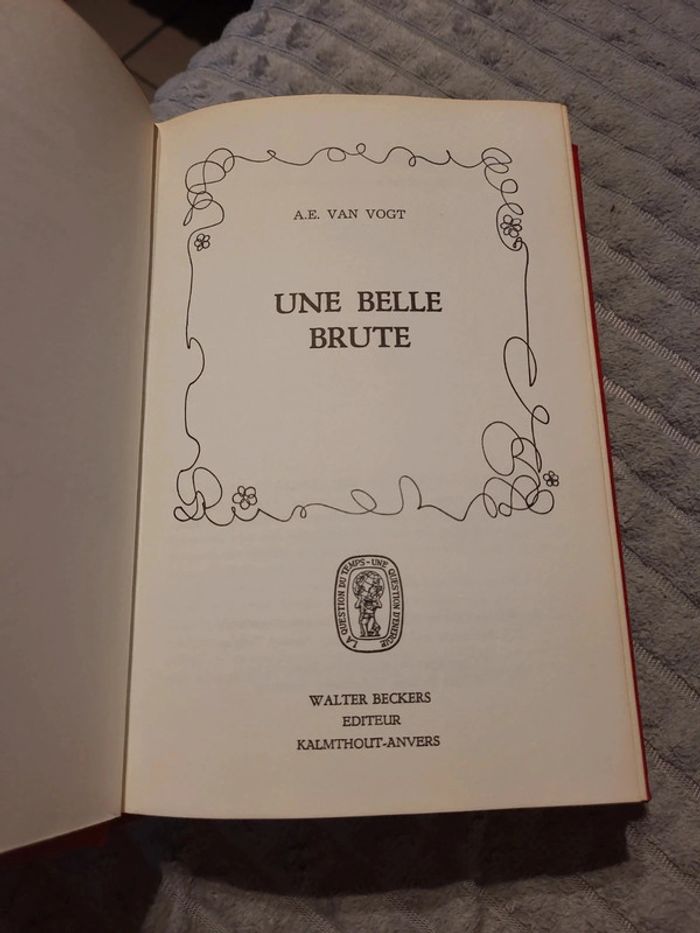 A.E. VAN VOGT
UNE BELLE
BRUTE
LA QUESTION DU TEMPS - UNE QUESTION D'ENERGIE
WALTER BECKERS
EDITEUR
KALMTHOUT-ANVERS